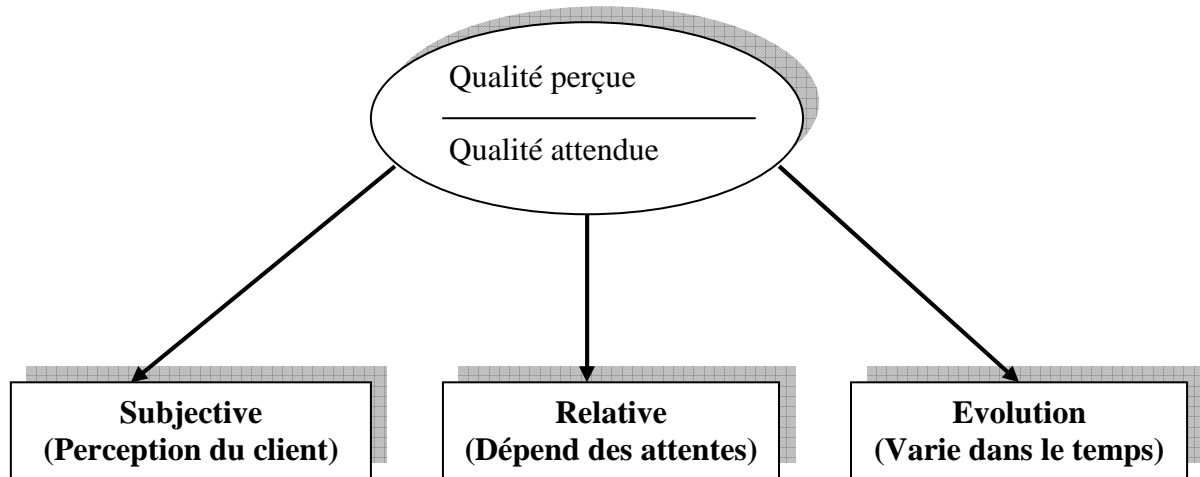 Qualité perçue
Qualité attendue
Subjective
(Perception du client)
Relative
(Dépend des attentes)
Evolution
(Varie dans le temps)